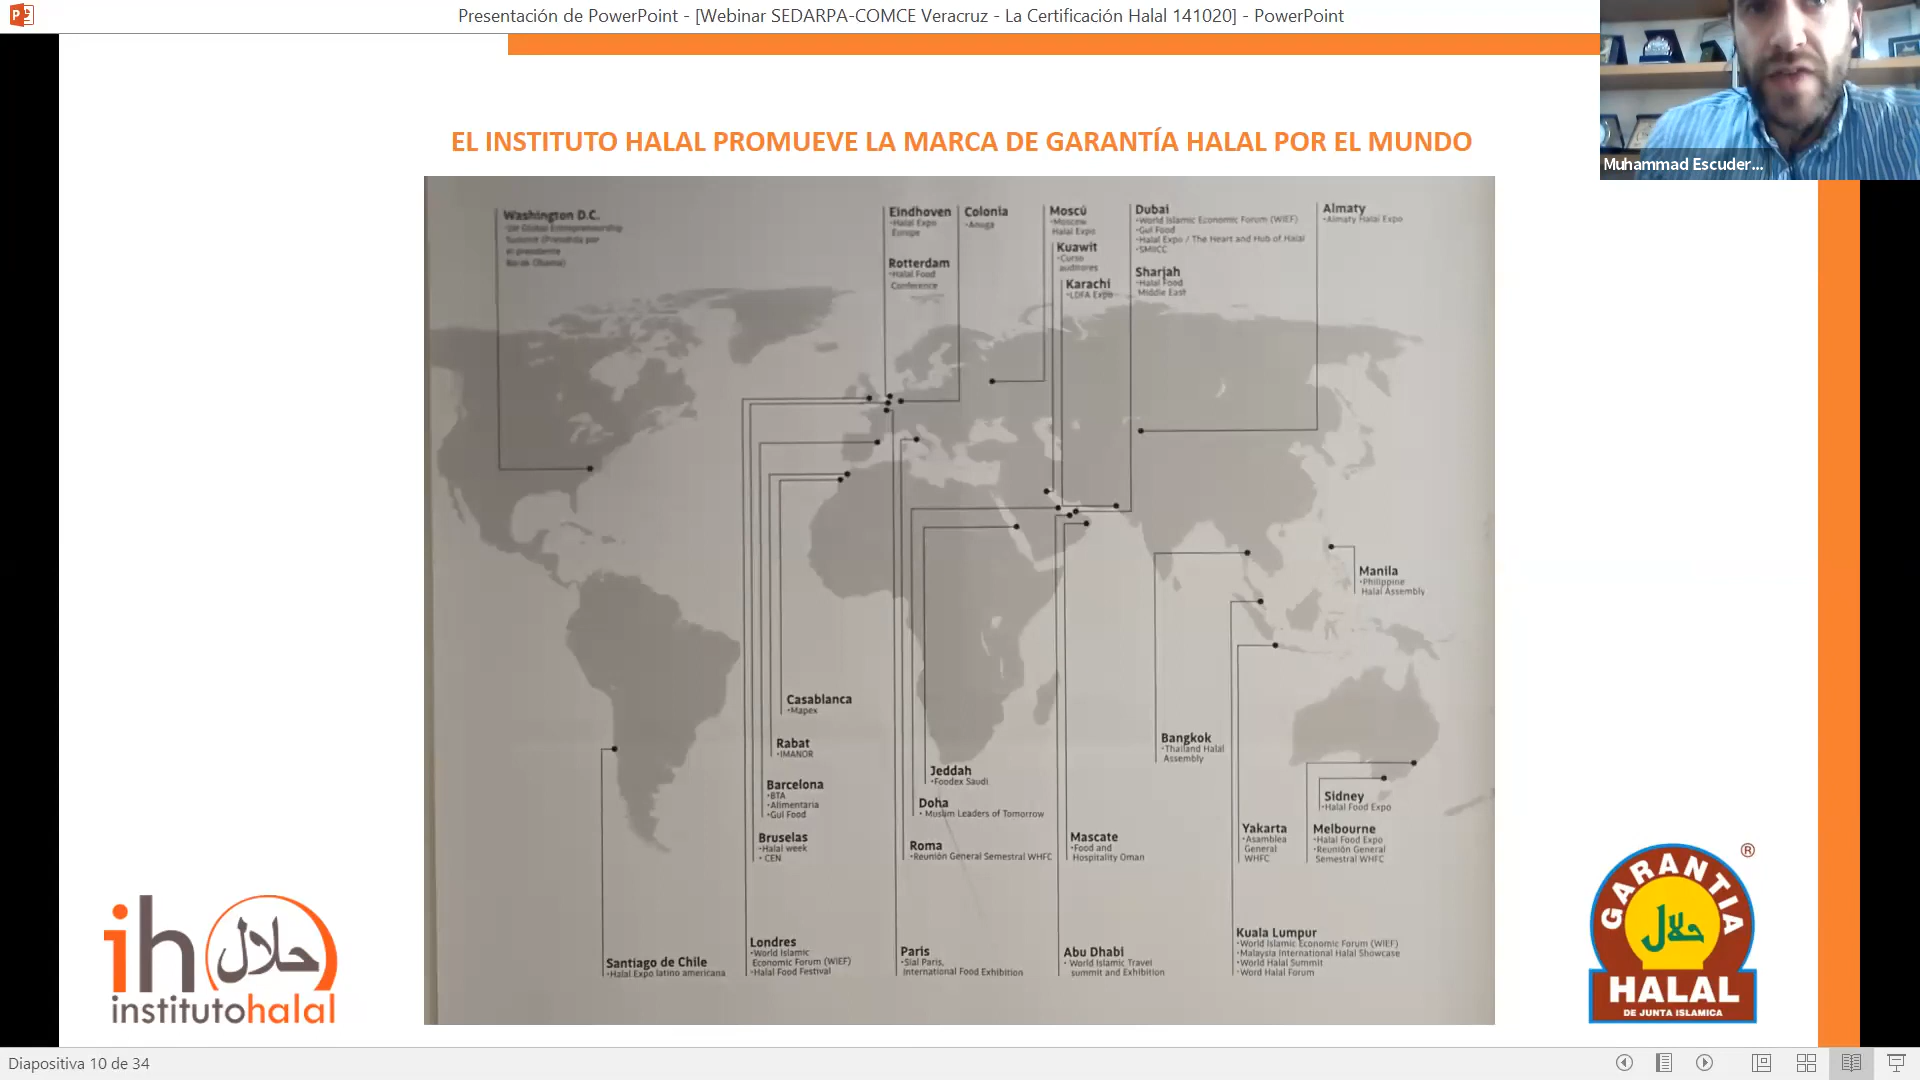 Presentación de PowerPoint - [Webinar SEDARPA-COMCE Veracruz - La Certificación Halal 141020] - PowerPoint
Muhammad Escuder...
EL INSTITUTO HALAL PROMUEVE LA MARCA DE GARANTÍA HALAL POR EL MUNDO
Washington D.C.
Eindhoven
·Halal Expo
Europe
Rotterdam
·Halal Food
Conference
Colonia
·Anuga
Moscú
·Moscow
Halal Expo
Kuawit
·Curso
auditores
Karachi
·LDFA Expo
Dubai
·World Islamic Economic Forum (WIEF)
·Gul Food
·Halal Expo / The Heart and Hub of Halal
·SMIICC
Sharjah
·Halal Food
Middle East
Almaty
·Almaty Halal Expo
Manila
·Philippine
Halal Assembly
Casablanca
·Mapex
Rabat
·IMANOR
Barcelona
·BTA
·Alimentaria
·Gul Food
Bruselas
·Halal week
· CEN
Jeddah
·Foodex Saudi
Doha
· Muslim Leaders of Tomorrow
Roma
·Reunión General Semestral WHFC
Mascate
·Food and
Hospitality Oman
Bangkok
·Thailand Halal
Assembly
Yakarta
·Asamblea
General
WHFC
Sidney
·Halal Food Expo
Melbourne
·Halal Food Expo
·Reunión General
Semestral WHFC
Santiago de Chile
·Halal Expo latino americana
Londres
·World Islamic
Economic Forum (WIEF)
·Halal Food Festival
Paris
·Sial Paris,
International Food Exhibition
Abu Dhabi
· World Islamic Travel
summit and Exhibition
Kuala Lumpur
·World Islamic Economic Forum (WIEF)
·Malaysia International Halal Showcase
·World Halal Summit
·Word Halal Forum
ih حلال
institutohalal
GARANTIA ®
حلال
HALAL
DE JUNTA ISLAMICA
Diapositiva 10 de 34